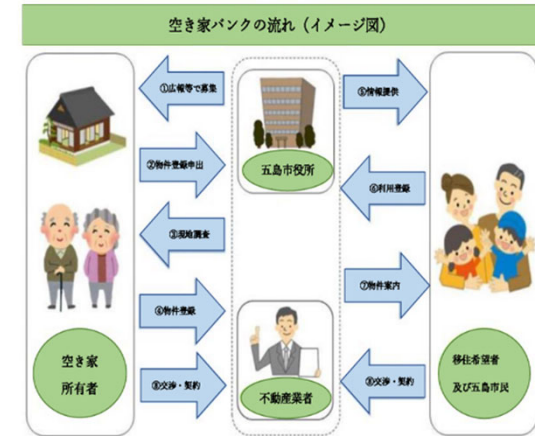 空き家バンクの流れ（イメージ図）
①広報等で募集
②物件登録申出
③現地調査
④物件登録
⑧交渉・契約
空き家
所有者
五島市役所
不動産業者
⑤情報提供
⑥利用登録
⑦物件案内
⑧交渉・契約
移住希望者
及び五島市民